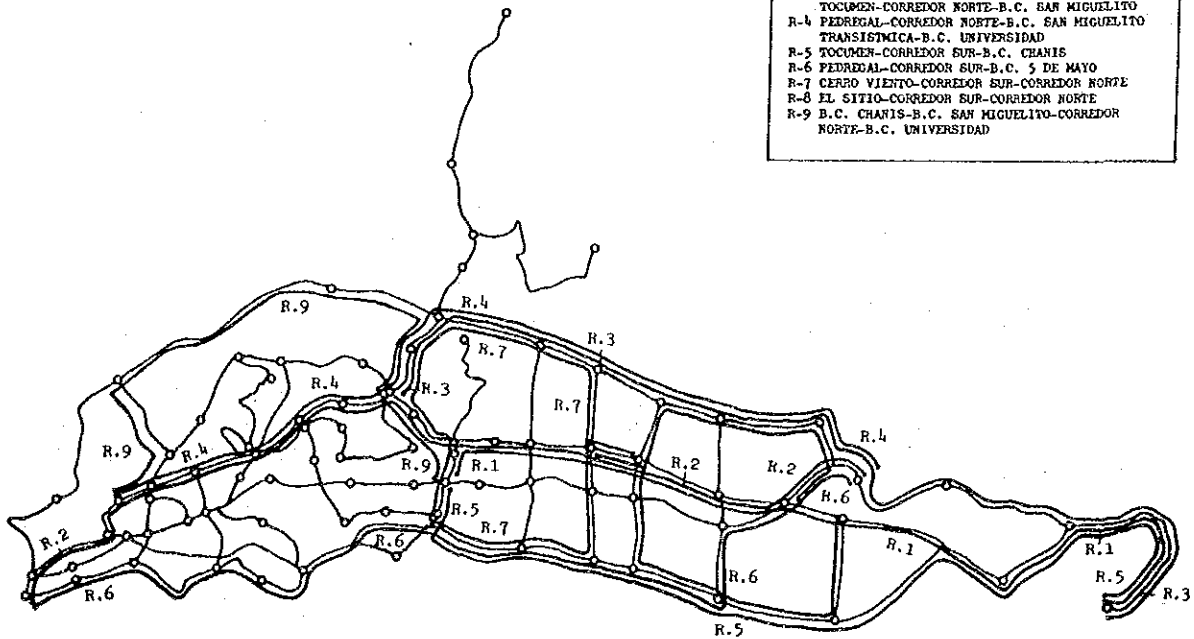 TOCUMEN-CORREDOR NORTE-B.C. SAN MIGUELITO
R-4 PEDREGAL-CORREDOR NORTE-B.C. SAN MIGUELITO
TRANSISTMICA-B.C. UNIVERSIDAD
R-5 TOCUMEN-CORREDOR SUR-B.C. CHANIS
R-6 PEDREGAL-CORREDOR SUR-B.C. 5 DE MAYO
R-7 CERRO VIENTO-CORREDOR SUR-CORREDOR NORTE
R-8 EL SITIO-CORREDOR SUR-CORREDOR NORTE
R-9 B.C. CHANIS-B.C. SAN MIGUELITO-CORREDOR
NORTE-B.C. UNIVERSIDAD
R.9
R.4
R.3
R.7
R.4
R.3
R.7
R.4
R.9
R.4
R.9
R.1
R.2
R.2
R.6
R.5
R.7
R.6
R.1
R.1
R.2
R.6
R.6
R.5
R.5
R.3